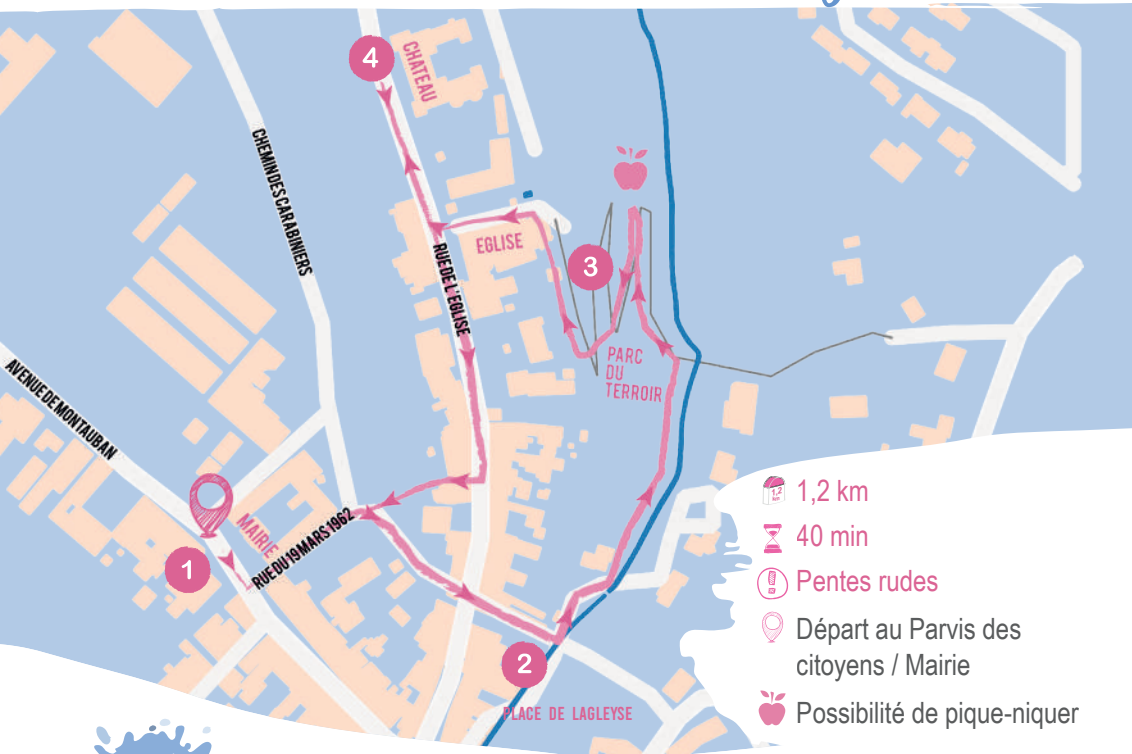 4
CHATEAU
CHEMIN DES CARABINIERS
EGLISE
3
RUE DE L'EGLISE
PARC
DU
TERROIR
AVENUE DE MONTAUBAN
MAIRIE
RUE DU 19 MARS 1962
1
2
PLACE DE LAGLEYSE
1,2
km
1,2 km
40 min
Pentes rudes
Départ au Parvis des
citoyens / Mairie
Possibilité de pique-niquer